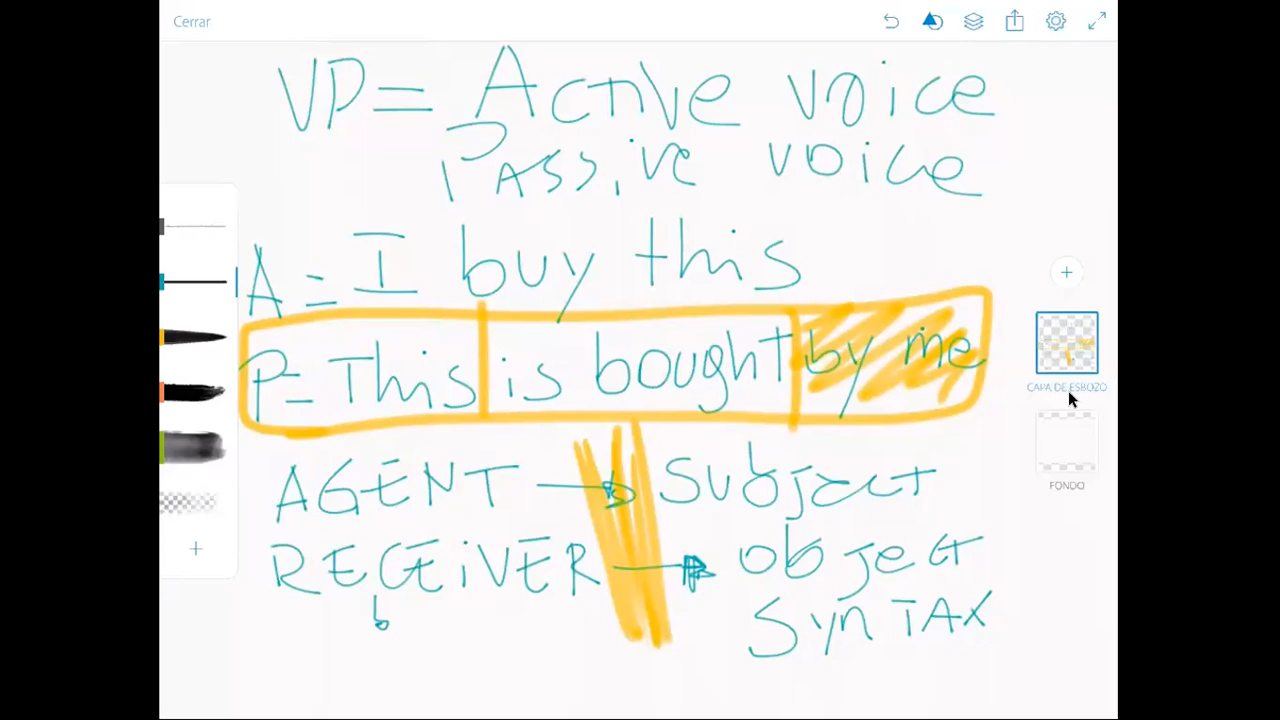 Cerrar
VP = Active voice
Passive voice
A = I buy this
P = This is bought by me
AGENT → Subject
RECEIVER → object
Syntax
CAPA DE ESBOZO
FONDO